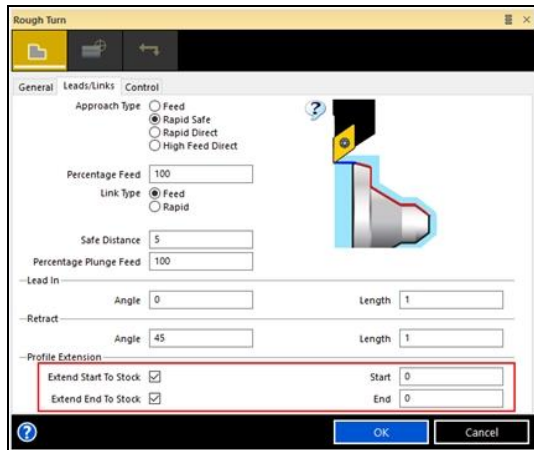 Rough Turn
General Leads/Links Control
Approach Type Feed
Rapid Safe
Rapid Direct
High Feed Direct
Percentage Feed 100
Link Type Feed
Rapid
Safe Distance 5
Percentage Plunge Feed 100
Lead In
Angle 0 Length 1
Retract
Angle 45 Length 1
Profile Extension
Extend Start To Stock Start 0
Extend End To Stock End 0
OK Cancel